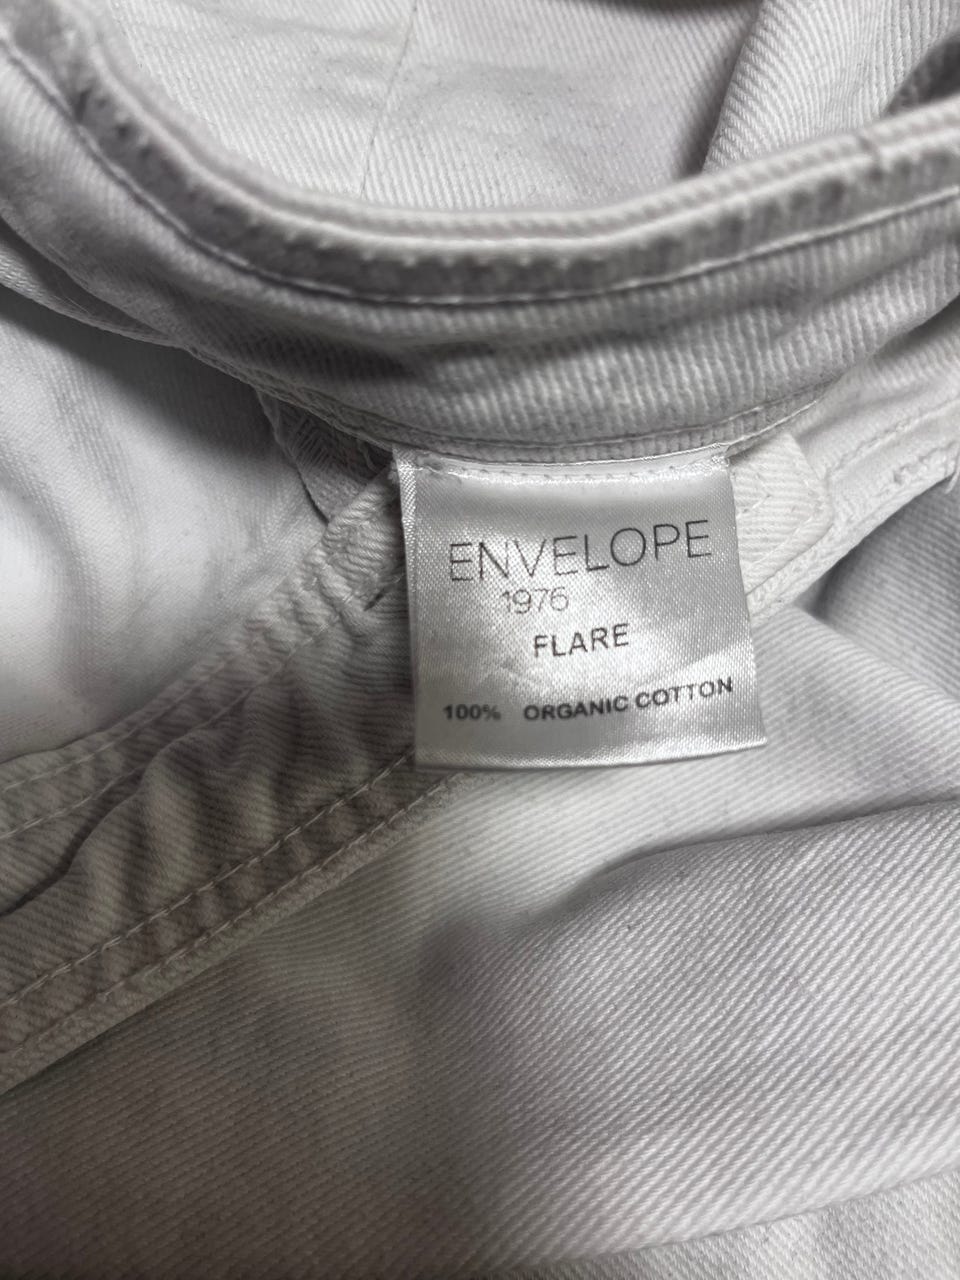 ENVELOPE
1976
FLARE
100% ORGANIC COTTON